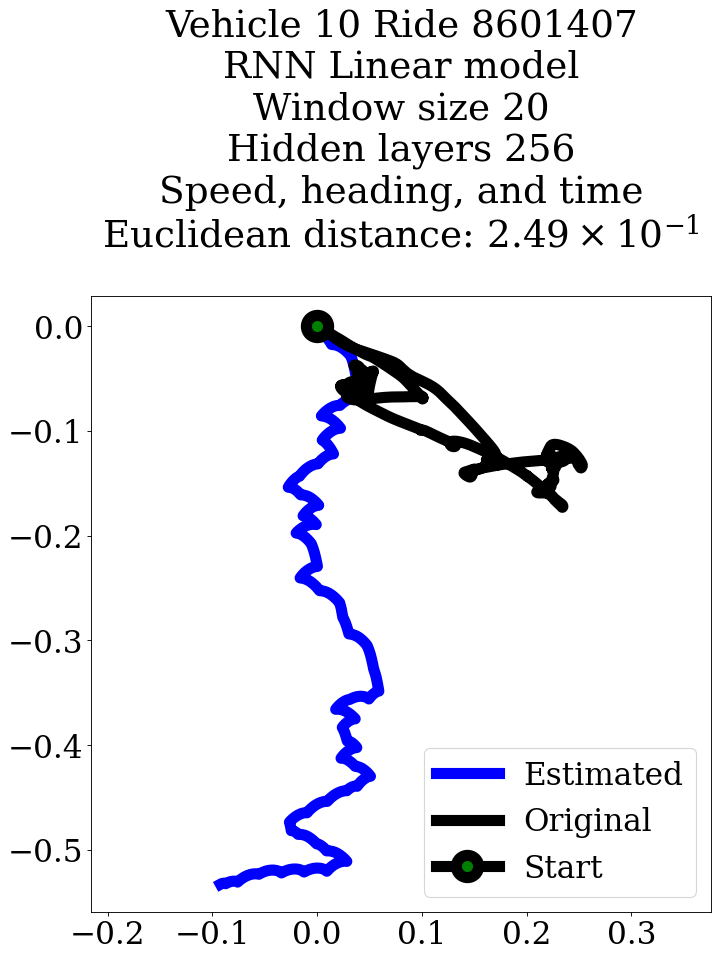 Vehicle 10 Ride 8601407
RNN Linear model
Window size 20
Hidden layers 256
Speed, heading, and time
Euclidean distance: 2.49 × 10⁻¹
0.0
−0.1
−0.2
−0.3
−0.4
−0.5
Estimated
Original
Start
−0.2 −0.1 0.0 0.1 0.2 0.3